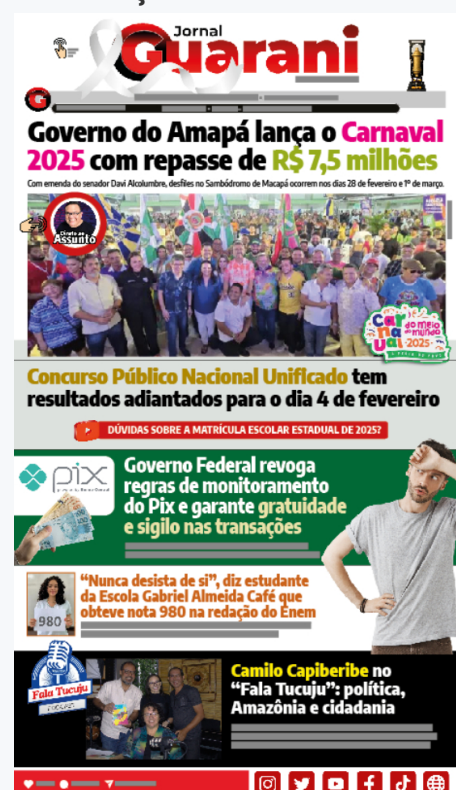 Jornal
Guarani
Governo do Amapá lança o Carnaval
2025 com repasse de R$ 7,5 milhões
Com emenda do senador Davi Alcolumbre, desfiles no Sambódromo de Macapá ocorrem nos dias 28 de fevereiro e 1º de março.
Direto ao
Assunto
Carnaval do meio do mundo
2025
Concurso Público Nacional Unificado tem
resultados adiantados para o dia 4 de fevereiro
DÚVIDAS SOBRE A MATRÍCULA ESCOLAR ESTADUAL DE 2025?
pix
powered by Banco Central
Governo Federal revoga
regras de monitoramento
do Pix e garante gratuidade
e sigilo nas transações
"Nunca desista de si", diz estudante
da Escola Gabriel Almeida Café que
obteve nota 980 na redação do Enem
980
Fala Tucuju
PODCAST
Camilo Capiberibe no
"Fala Tucuju": política,
Amazônia e cidadania